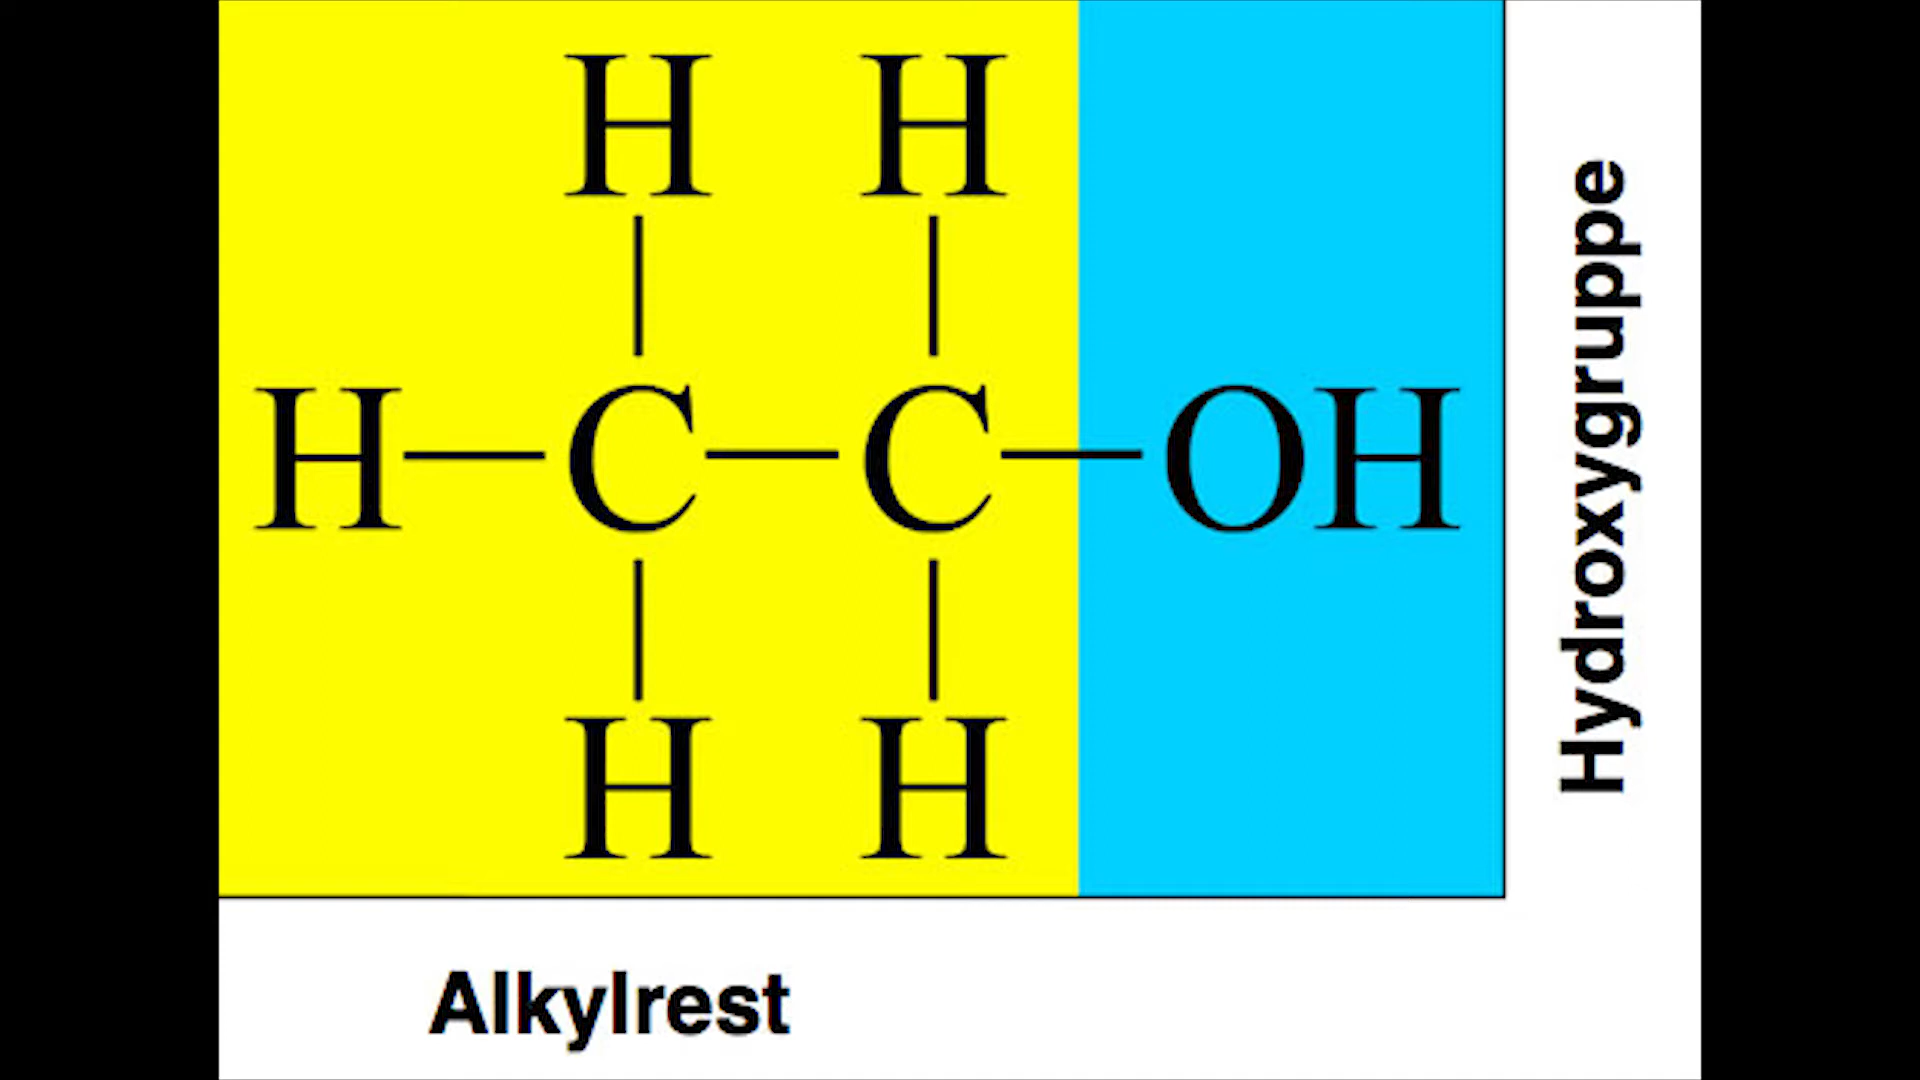 H H
H C C OH
H H
Hydroxygruppe
Alkylrest